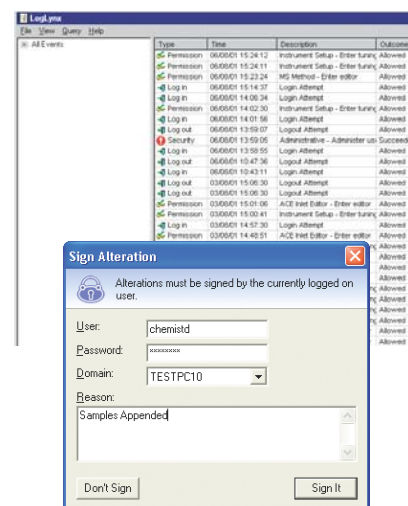 LogLynx
File View Query Help
All Events
Type Time Description Outcome
Permission 06/08/01 15:24:12 Instrument Setup - Enter tuning Allowed
Permission 06/08/01 15:24:11 Instrument Setup - Enter tuning Allowed
Permission 06/08/01 15:23:24 MS Method - Enter editor Allowed
Log in 06/08/01 15:14:37 Login Attempt Allowed
Log in 06/08/01 14:06:34 Login Attempt Allowed
Permission 06/08/01 14:02:30 Instrument Setup - Enter tuning Allowed
Log in 06/08/01 14:01:56 Login Attempt Allowed
Log out 06/08/01 13:59:07 Logout Attempt Allowed
Security 06/08/01 13:59:05 Administrative - Administer us Succeed
Log in 06/08/01 13:58:55 Login Attempt Allowed
Log out 06/08/01 10:47:36 Logout Attempt Allowed
Log in 06/08/01 10:43:11 Login Attempt Allowed
Log out 03/08/01 15:06:30 Logout Attempt Allowed
Log out 03/08/01 15:06:30 Logout Attempt Allowed
Permission 03/08/01 15:01:06 ACE Inlet Editor - Enter editor Allowed
Permission 03/08/01 15:00:41 Instrument Setup - Enter tuning Allowed
Log in 03/08/01 14:57:30 Login Attempt Allowed
Permission 03/08/01 14:48:51 ACE Inlet Editor - Enter editor Allowed
Allowed
Allowed
Allowed
Allowed
Allowed
Allowed
Allowed
Allowed
Allowed
Allowed
Sign Alteration
Alterations must be signed by the currently logged on
user.
User: chemistd
Password: xxxxxxxx
Domain: TESTPC10
Reason:
Samples Appended
Don't Sign Sign It